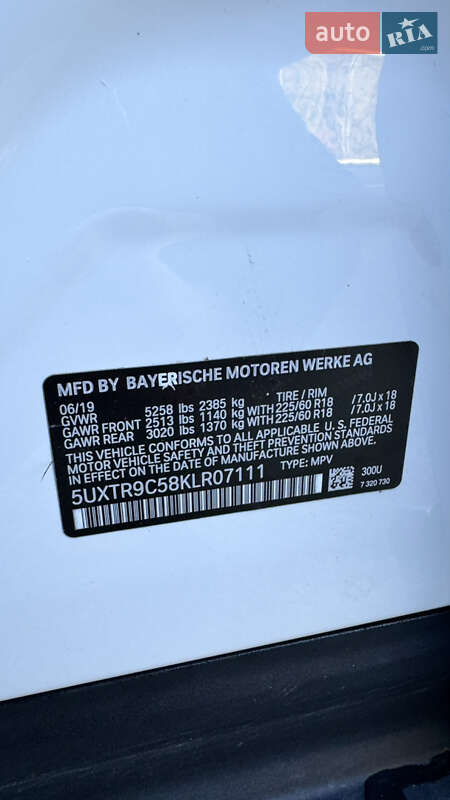 auto RIA
.com
MFD BY BAYERISCHE MOTOREN WERKE AG
06/19
GVWR 5258 lbs 2385 kg TIRE / RIM
GAWR FRONT 2513 lbs 1140 kg WITH 225/60 R18 /7.0J x 18
GAWR REAR 3020 lbs 1370 kg WITH 225/60 R18 /7.0J x 18
THIS VEHICLE CONFORMS TO ALL APPLICABLE U. S. FEDERAL
MOTOR VEHICLE SAFETY AND THEFT PREVENTION STANDARDS
IN EFFECT ON THE DATE OF MANUFACTURE SHOWN ABOVE.
5UXTR9C58KLR07111 TYPE: MPV
300U
7 320 730